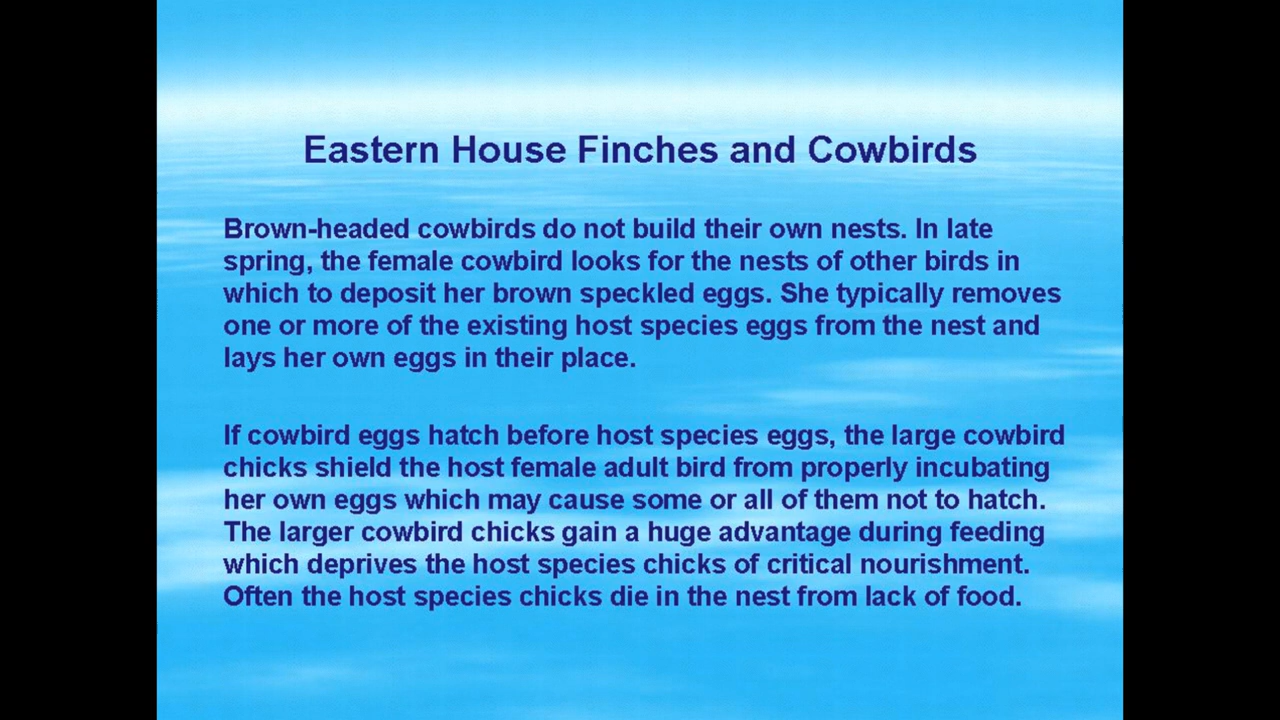 Eastern House Finches and Cowbirds
Brown-headed cowbirds do not build their own nests. In late
spring, the female cowbird looks for the nests of other birds in
which to deposit her brown speckled eggs. She typically removes
one or more of the existing host species eggs from the nest and
lays her own eggs in their place.
If cowbird eggs hatch before host species eggs, the large cowbird
chicks shield the host female adult bird from properly incubating
her own eggs which may cause some or all of them not to hatch.
The larger cowbird chicks gain a huge advantage during feeding
which deprives the host species chicks of critical nourishment.
Often the host species chicks die in the nest from lack of food.